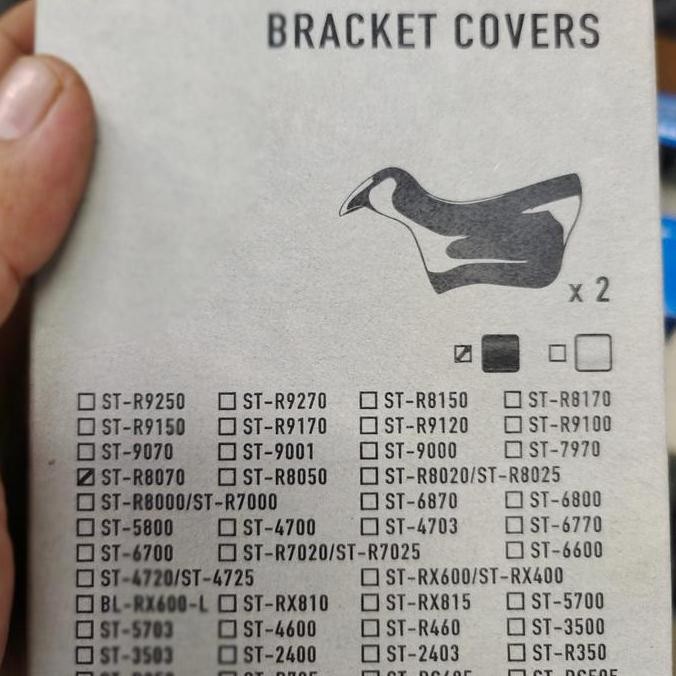 BRACKET COVERS
x 2
ST-R9250 ST-R9270 ST-R8150 ST-R8170
ST-R9150 ST-R9170 ST-R9120 ST-R9100
ST-9070 ST-9001 ST-9000 ST-7970
ST-R8070 ST-R8050 ST-R8020/ST-R8025
ST-R8000/ST-R7000 ST-6870 ST-6800
ST-5800 ST-4700 ST-4703 ST-6770
ST-6700 ST-R7020/ST-R7025 ST-6600
ST-4720/ST-4725 ST-RX600/ST-RX400
BL-RX600-L ST-RX810 ST-RX815 ST-5700
ST-5703 ST-4600 ST-R460 ST-3500
ST-3503 ST-2400 ST-2403 ST-R350